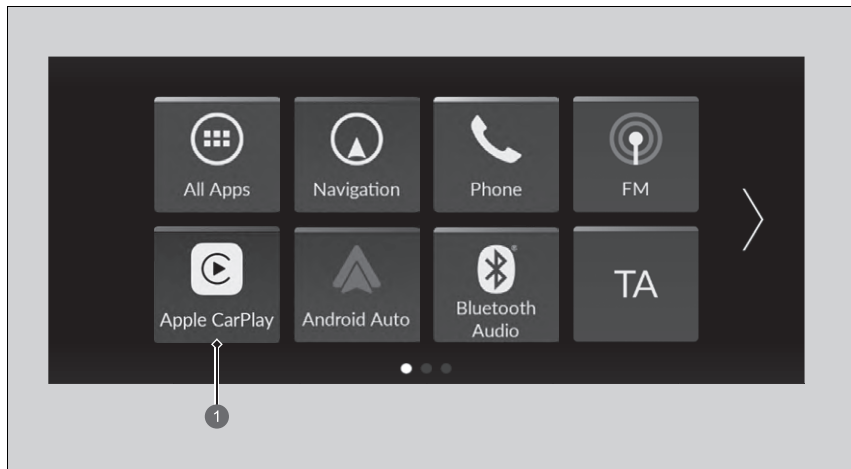 All Apps
Navigation
Phone
FM
Apple CarPlay
Android Auto
Bluetooth
Audio
TA
1